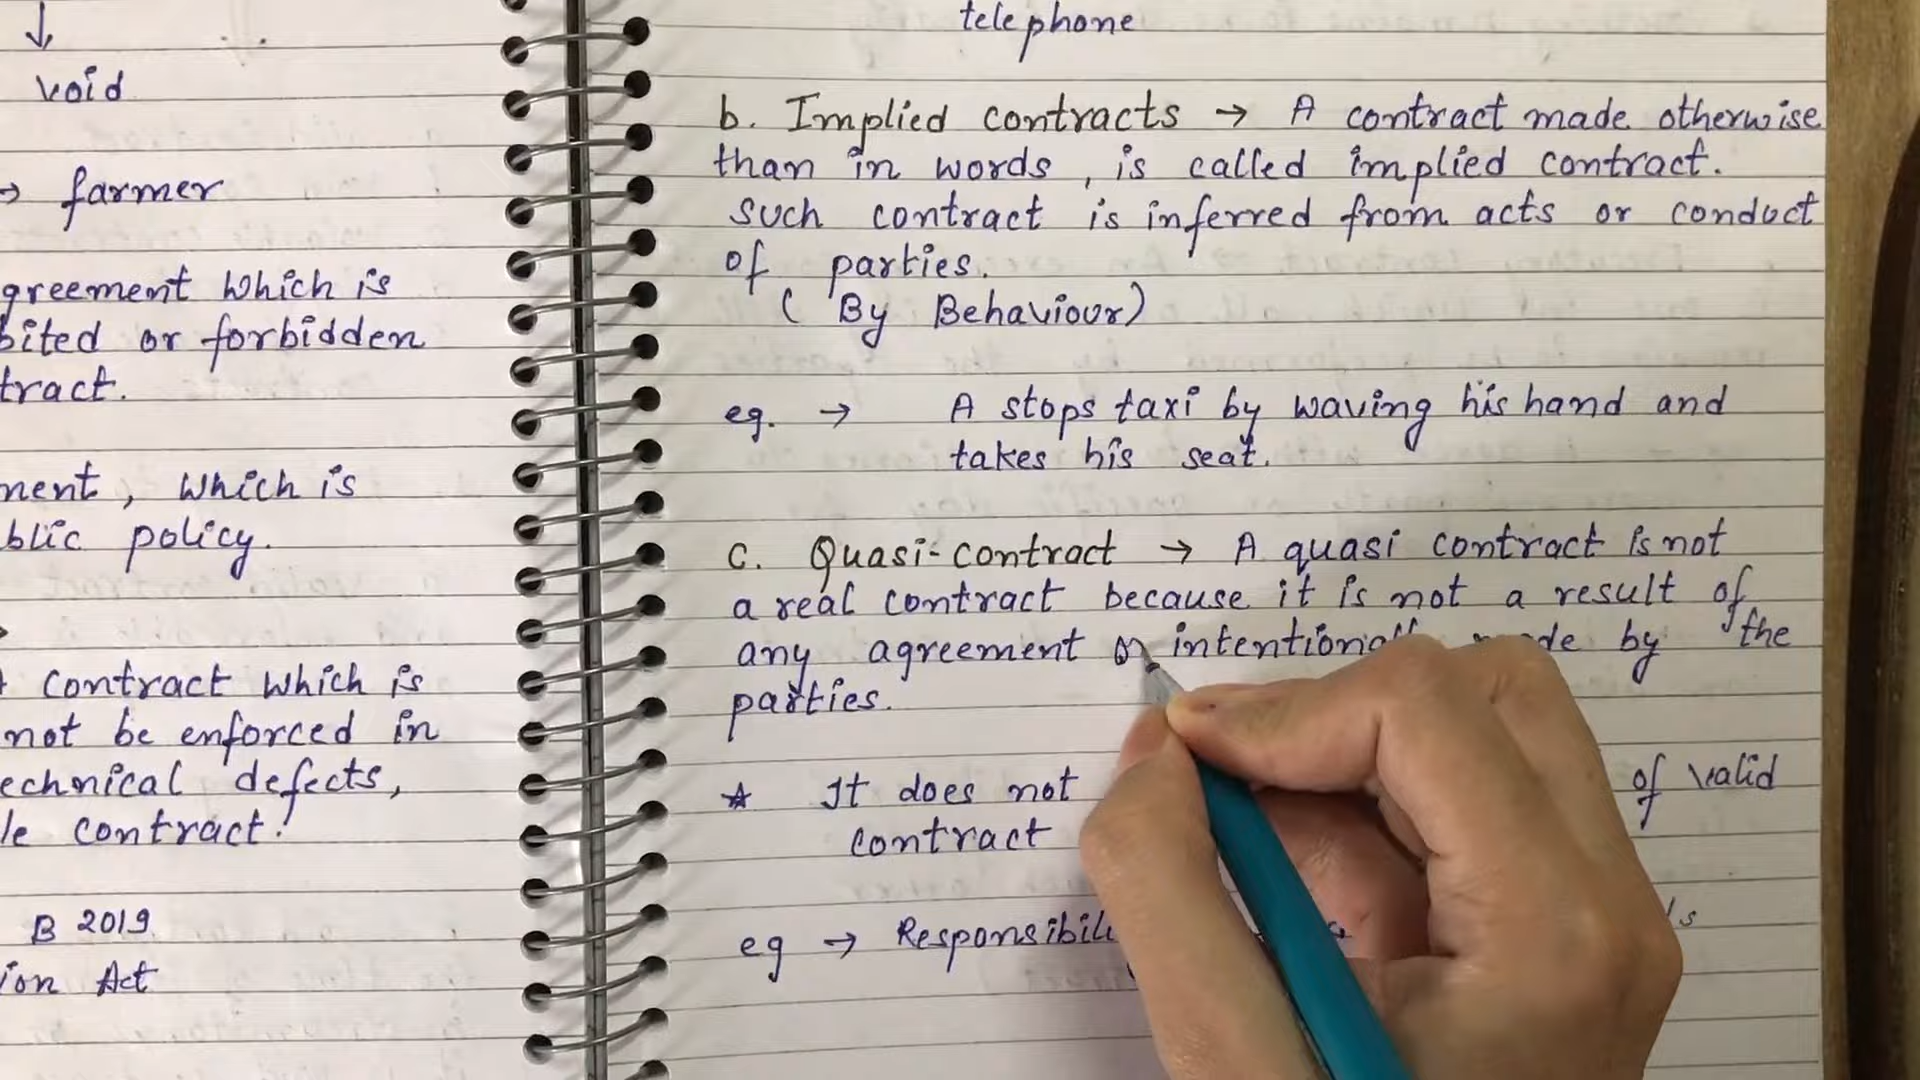 void
→ farmer
greement which is
bited or forbidden
tract.
ment, which is
blic policy.
contract which is
not be enforced in
echnical defects,
le contract!
B 2019
ion Act
telephone
b. Implied contracts → A contract made otherwise
than in words, is called implied contract.
such contract is inferred from acts or conduct
of parties.
( By Behaviour)
eg. → A stops taxi by waving his hand and
takes his seat.
c. Quasi-contract → A quasi contract is not
a real contract because it is not a result of
any agreement or by the
parties.
☆ It does not of valid
contract
eg →